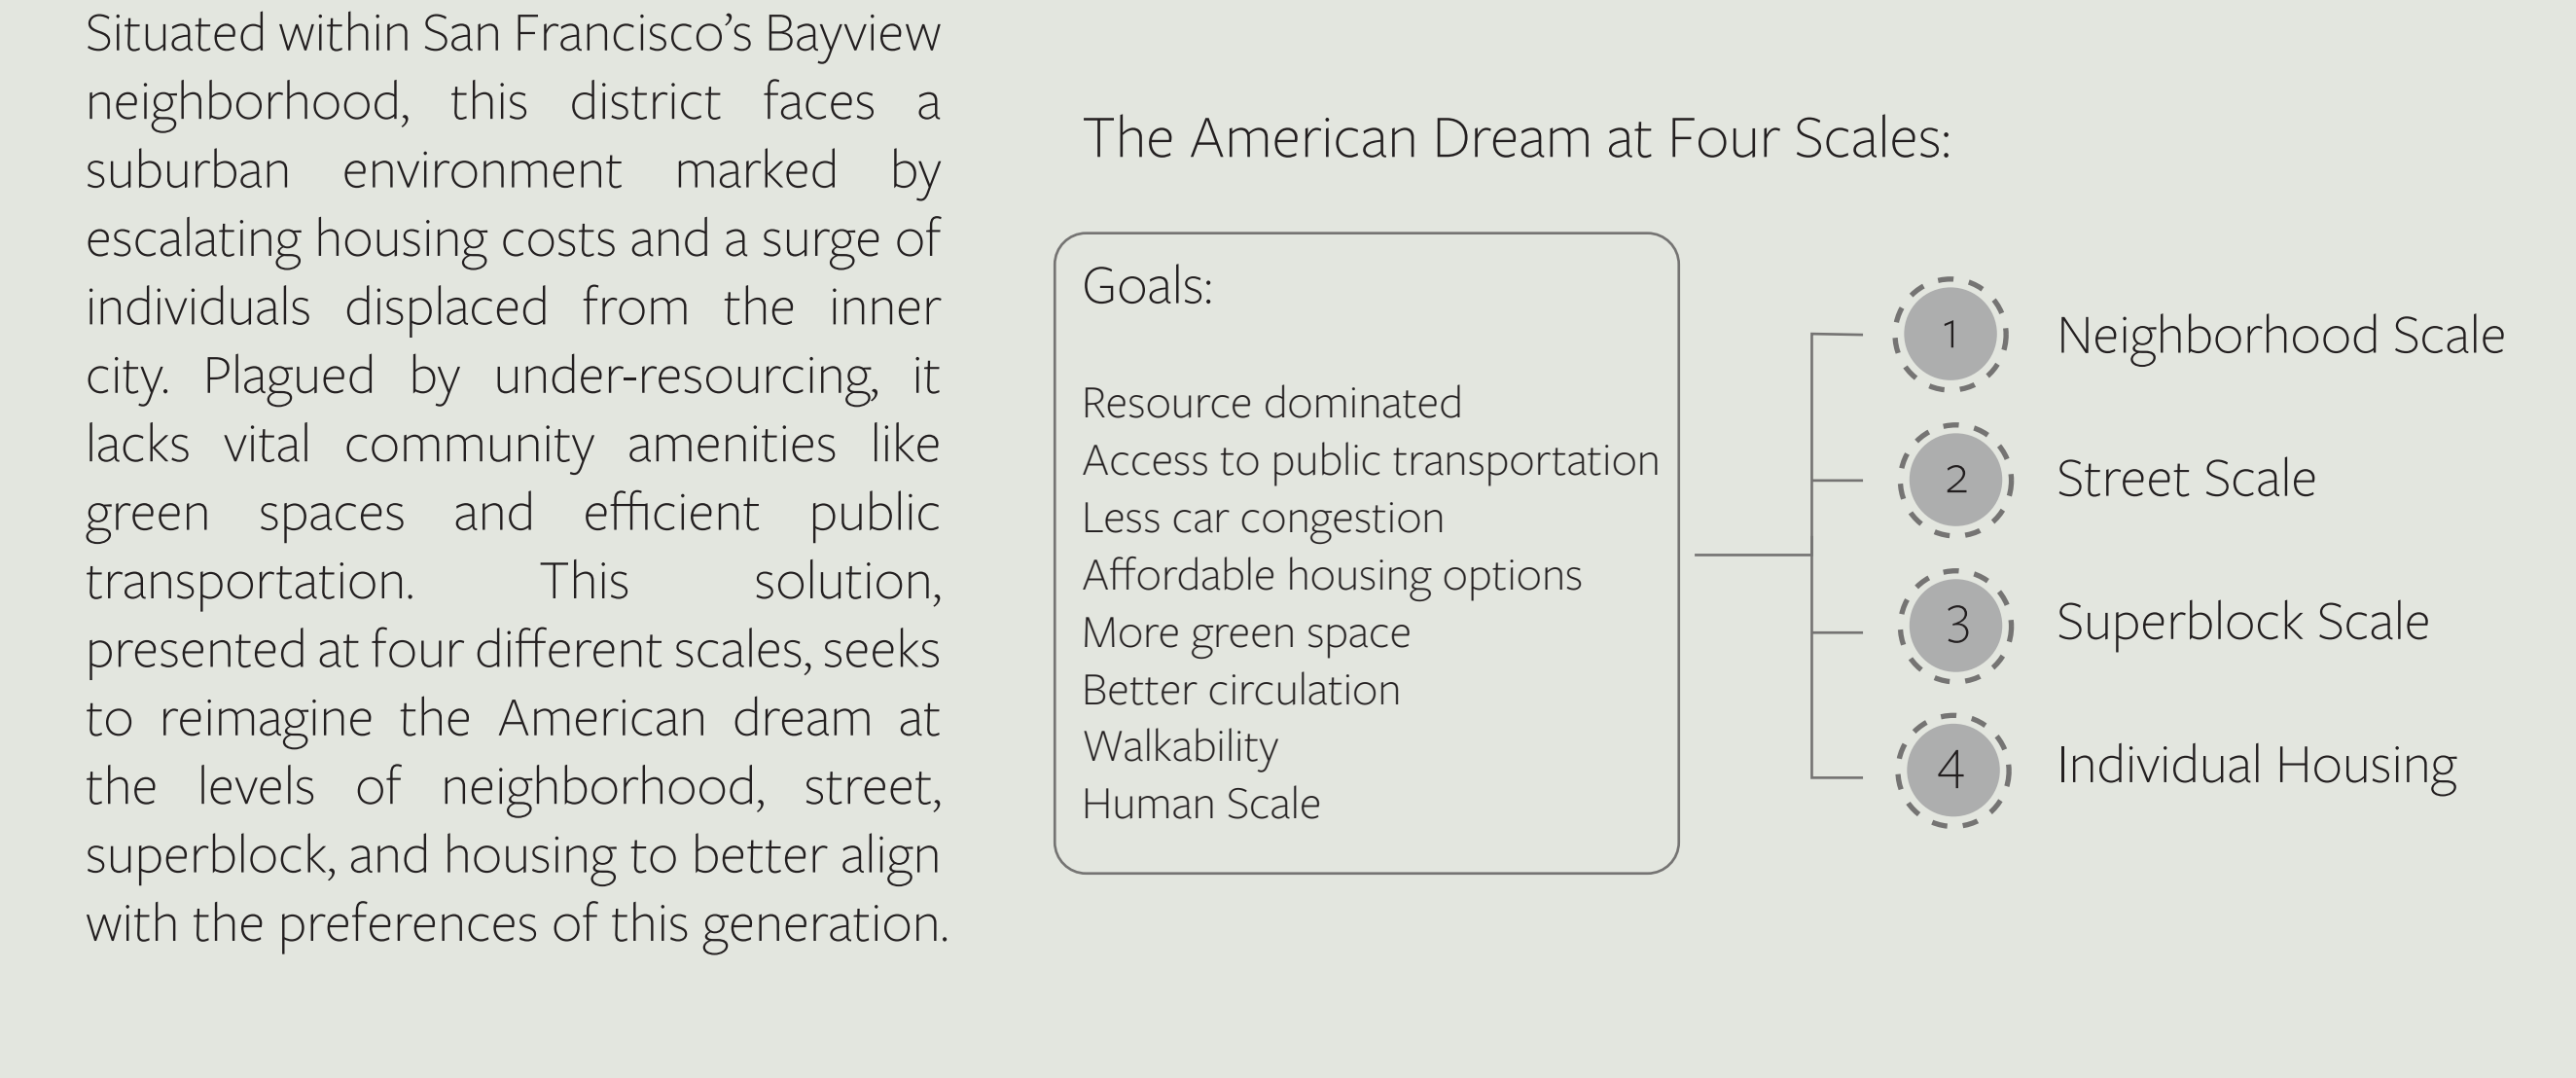 Situated within San Francisco’s Bayview
neighborhood, this district faces a
suburban environment marked by
escalating housing costs and a surge of
individuals displaced from the inner
city. Plagued by under-resourcing, it
lacks vital community amenities like
green spaces and efficient public
transportation. This solution,
presented at four different scales, seeks
to reimagine the American dream at
the levels of neighborhood, street,
superblock, and housing to better align
with the preferences of this generation.
The American Dream at Four Scales:
Goals:
Resource dominated
Access to public transportation
Less car congestion
Affordable housing options
More green space
Better circulation
Walkability
Human Scale
1 Neighborhood Scale
2 Street Scale
3 Superblock Scale
4 Individual Housing